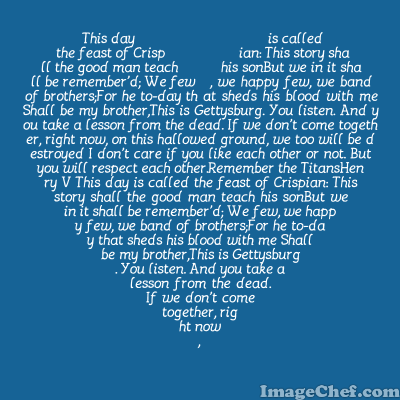 This day is called
the feast of Crisp ian: This story sha
ll the good man teach his sonBut we in it sha
ll be remember'd; We few , we happy few, we band
of brothers;For he to-day th at sheds his blood with me
Shall be my brother,This is Gettysburg. You listen. And y
ou take a lesson from the dead. If we don't come togeth
er, right now, on this hallowed ground, we too will be d
estroyed I don't care if you like each other or not. But
you will respect each other.Remember the TitansHen
ry V This day is called the feast of Crispian: This
story shall the good man teach his sonBut we
in it shall be remember'd; We few, we happ
y few, we band of brothers;For he to-da
y that sheds his blood with me Shall
be my brother,This is Gettysburg
. You listen. And you take a
lesson from the dead.
If we don't come
together, rig
ht now
,
ImageChef.com